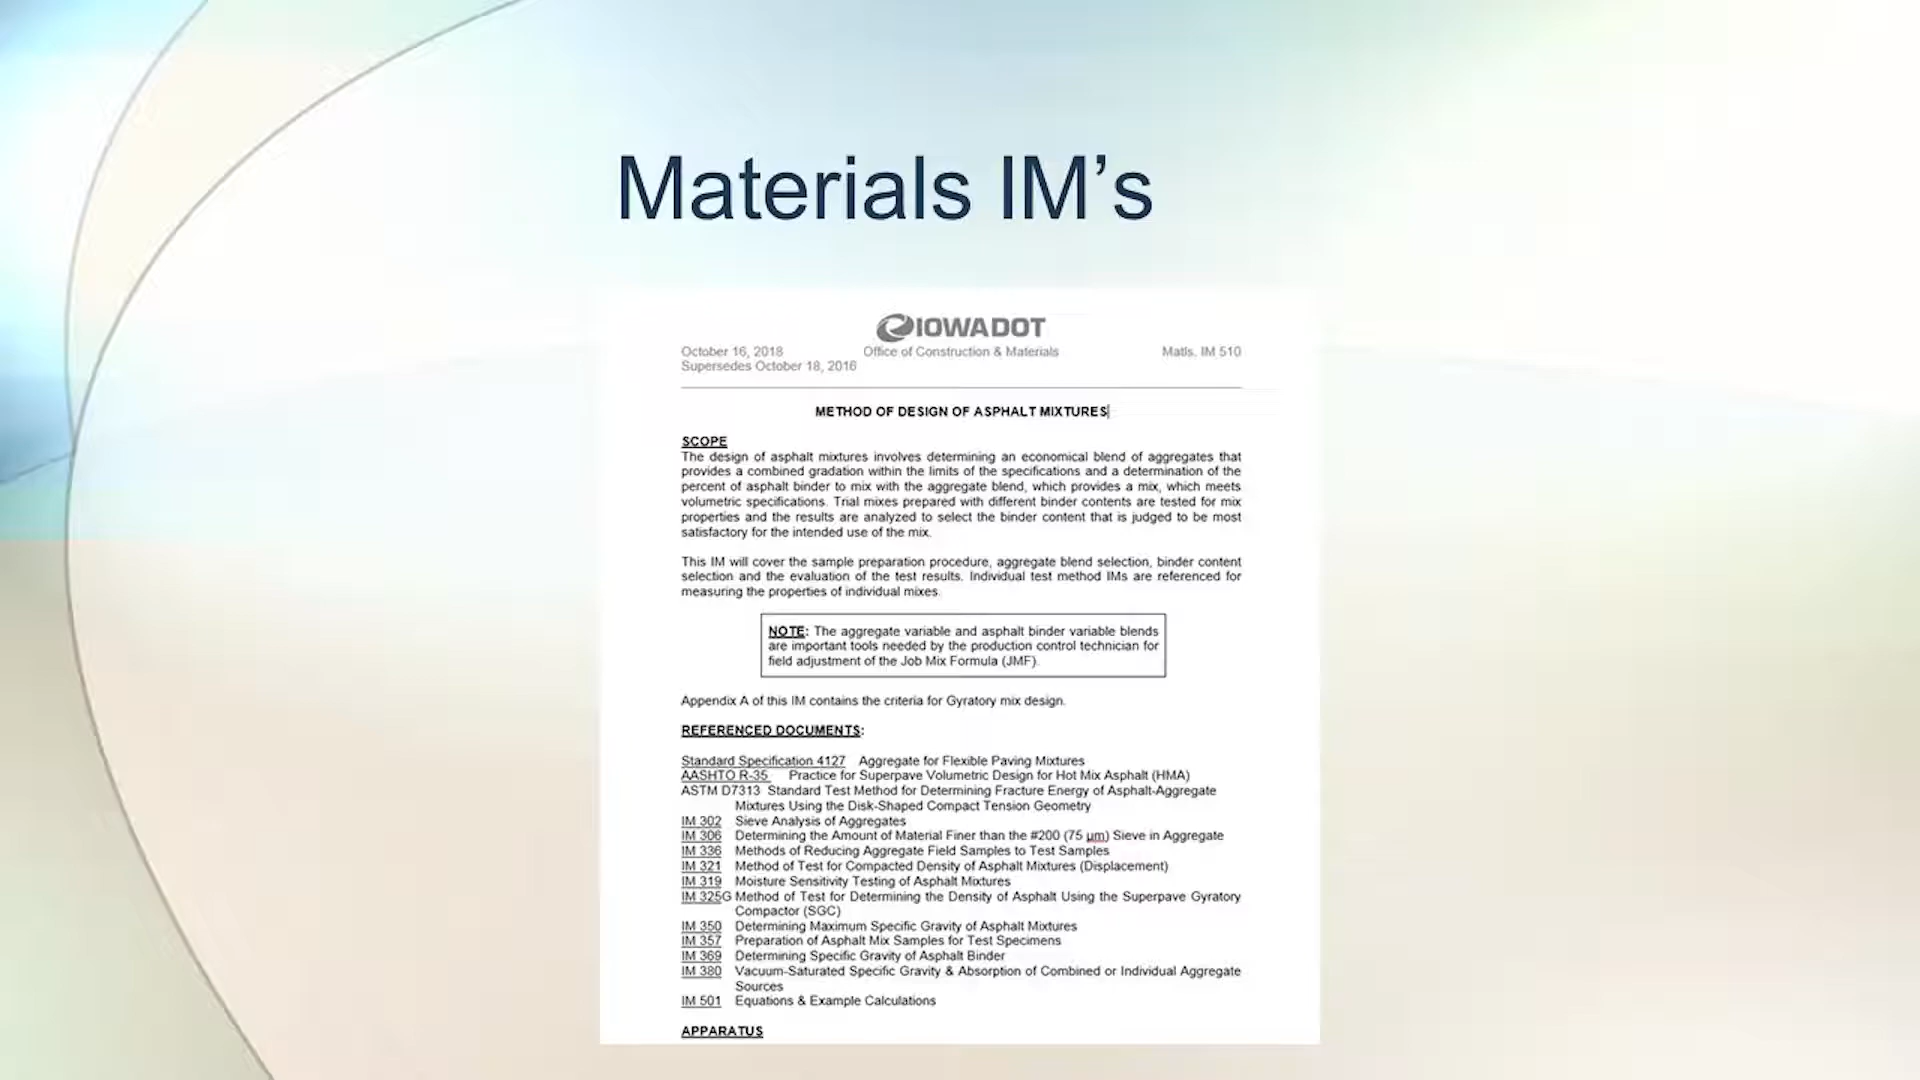 Materials IM's
IOWADOT
October 16, 2018 Office of Construction & Materials Matls. IM 510
Supersedes October 18, 2016
METHOD OF DESIGN OF ASPHALT MIXTURES
SCOPE
The design of asphalt mixtures involves determining an economical blend of aggregates that
provides a combined gradation within the limits of the specifications and a determination of the
percent of asphalt binder to mix with the aggregate blend, which provides a mix, which meets
volumetric specifications. Trial mixes prepared with different binder contents are tested for mix
properties and the results are analyzed to select the binder content that is judged to be most
satisfactory for the intended use of the mix.
This IM will cover the sample preparation procedure, aggregate blend selection, binder content
selection and the evaluation of the test results. Individual test method IMs are referenced for
measuring the properties of individual mixes.
NOTE: The aggregate variable and asphalt binder variable blends
are important tools needed by the production control technician for
field adjustment of the Job Mix Formula (JMF).
Appendix A of this IM contains the criteria for Gyratory mix design.
REFERENCED DOCUMENTS:
Standard Specification 4127 Aggregate for Flexible Paving Mixtures
AASHTO R-35 Practice for Superpave Volumetric Design for Hot Mix Asphalt (HMA)
ASTM D7313 Standard Test Method for Determining Fracture Energy of Asphalt-Aggregate
Mixtures Using the Disk-Shaped Compact Tension Geometry
IM 302 Sieve Analysis of Aggregates
IM 306 Determining the Amount of Material Finer than the #200 (75 µm) Sieve in Aggregate
IM 336 Methods of Reducing Aggregate Field Samples to Test Samples
IM 321 Method of Test for Compacted Density of Asphalt Mixtures (Displacement)
IM 319 Moisture Sensitivity Testing of Asphalt Mixtures
IM 325G Method of Test for Determining the Density of Asphalt Using the Superpave Gyratory
Compactor (SGC)
IM 350 Determining Maximum Specific Gravity of Asphalt Mixtures
IM 357 Preparation of Asphalt Mix Samples for Test Specimens
IM 369 Determining Specific Gravity of Asphalt Binder
IM 380 Vacuum-Saturated Specific Gravity & Absorption of Combined or Individual Aggregate
Sources
IM 501 Equations & Example Calculations
APPARATUS